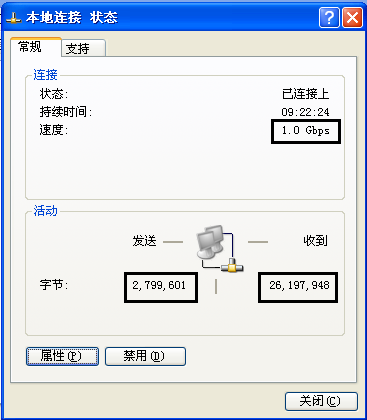 本地连接 状态
常规 支持
连接
状态: 已连接上
持续时间: 09:22:24
速度: 1.0 Gbps
活动
发送 收到
字节: 2,799,601 26,197,948
属性(P) 禁用(D)
关闭(C)